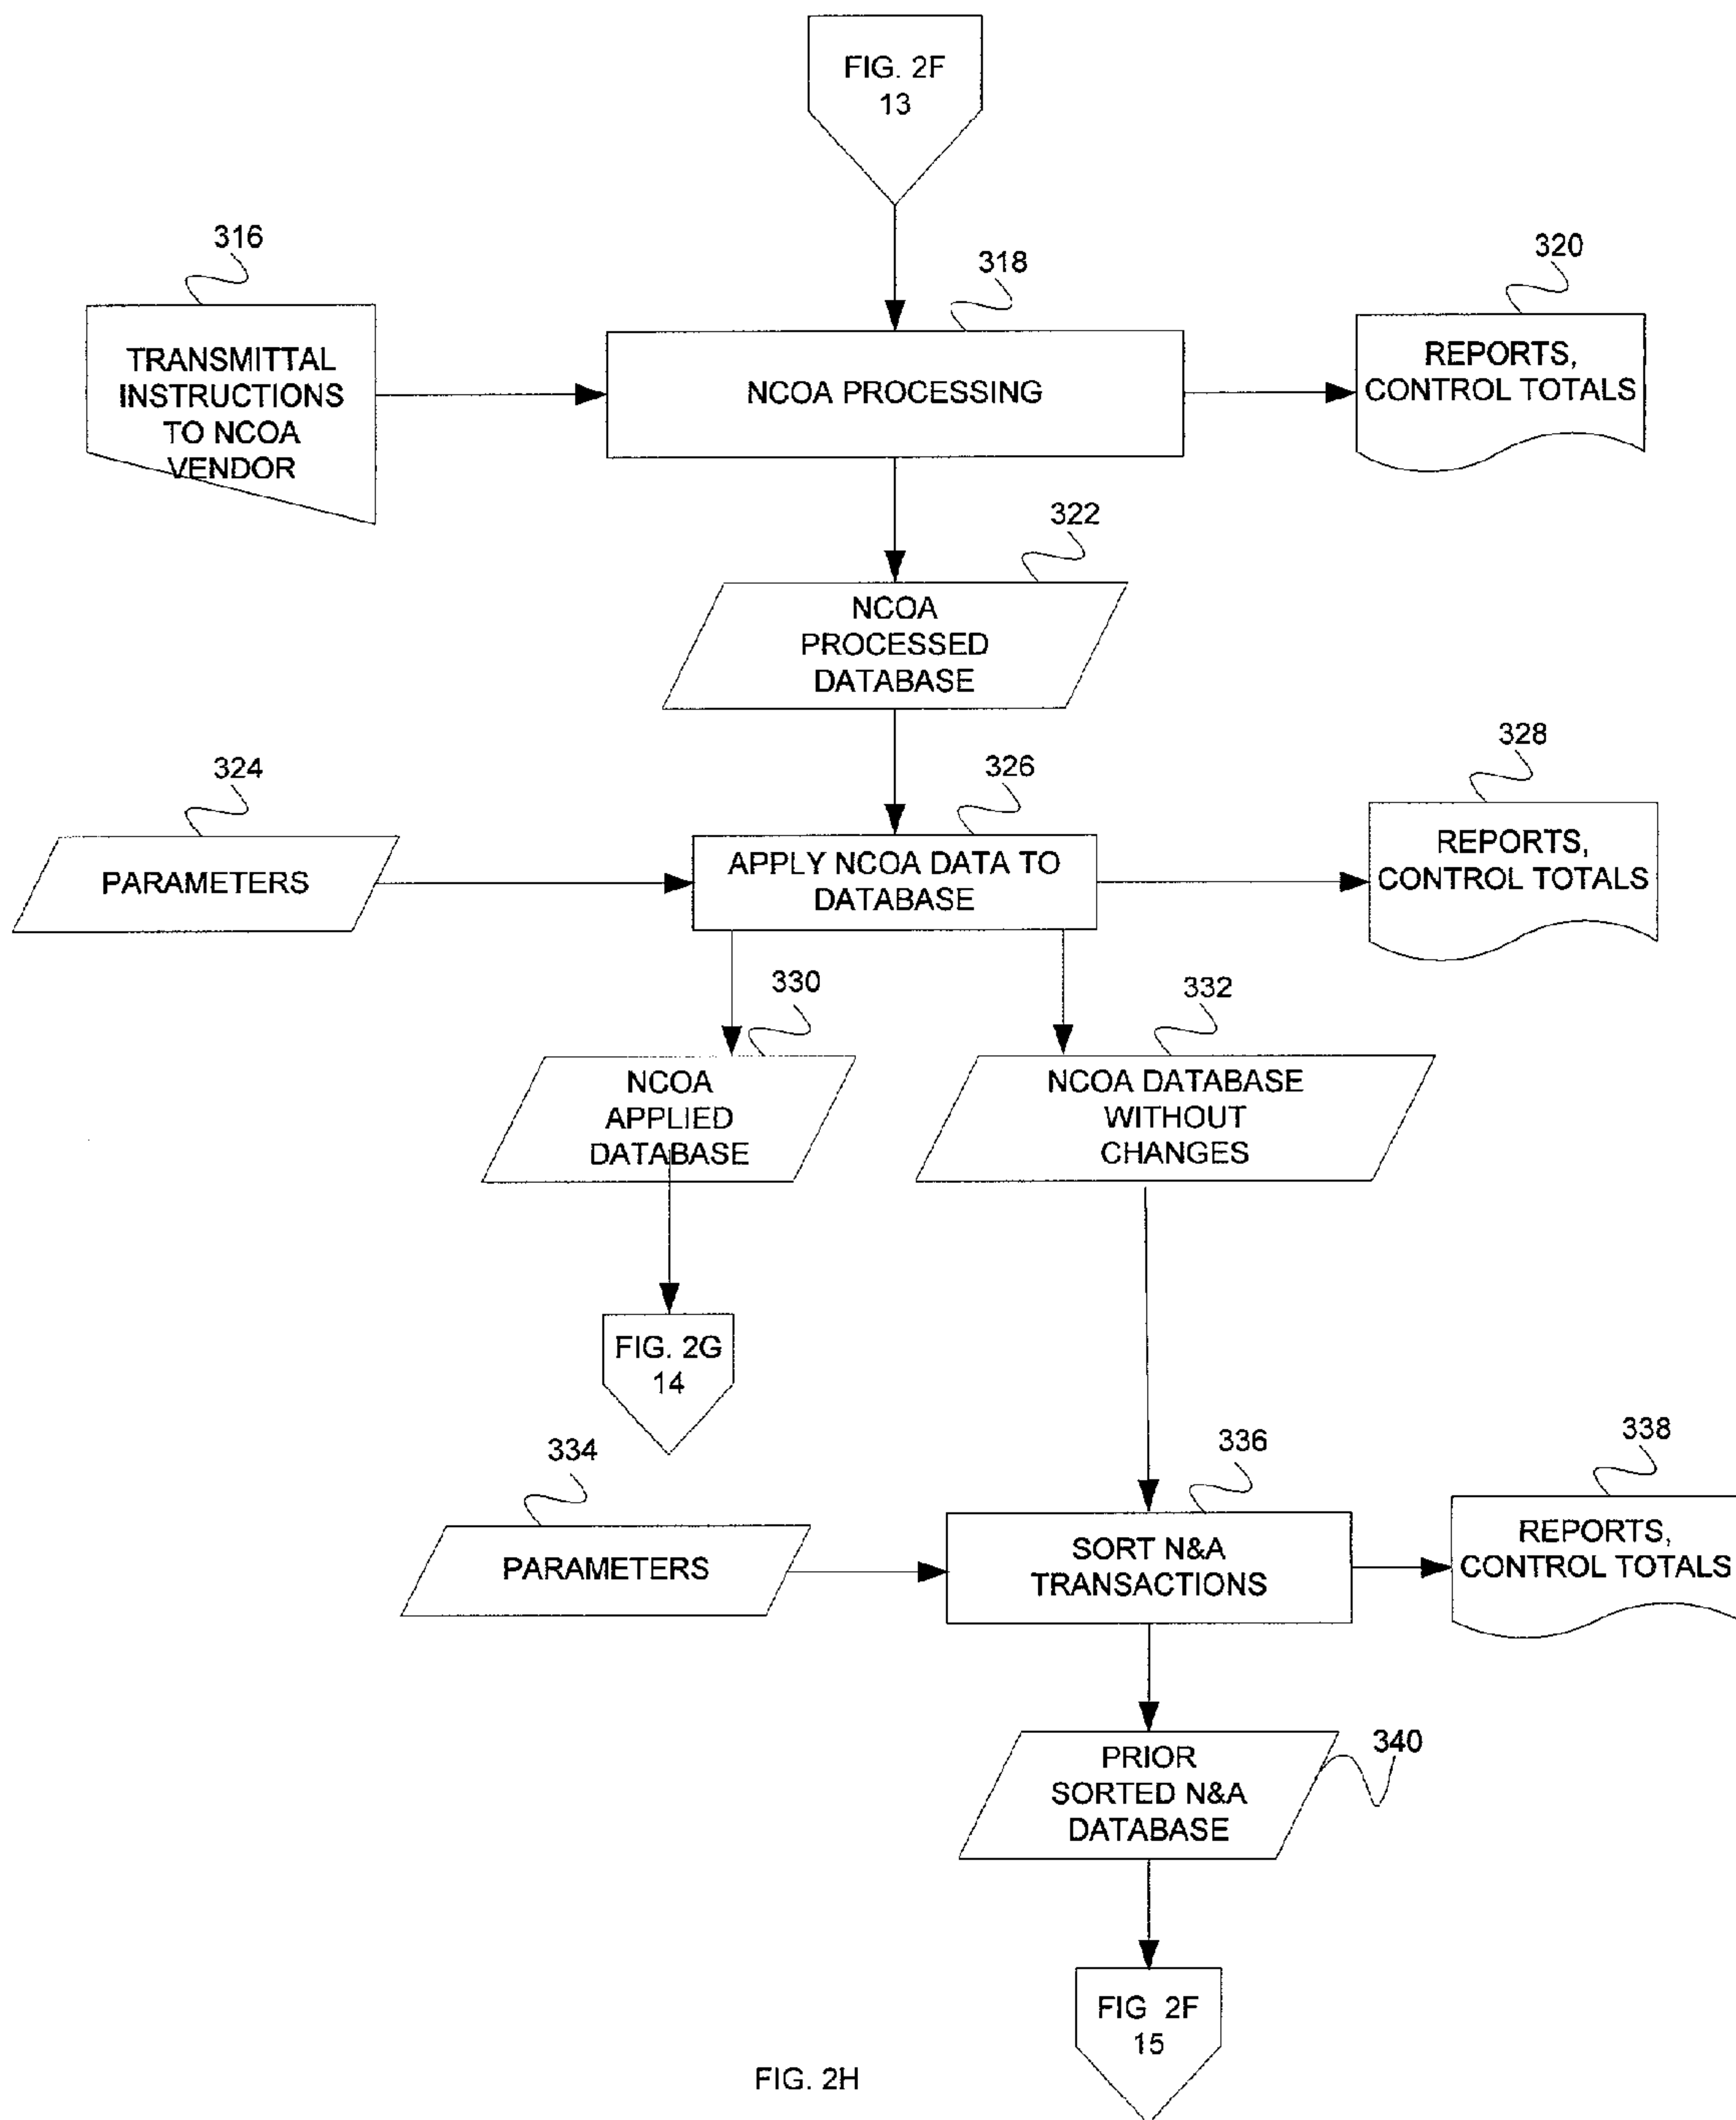 FIG. 2F
13
316
318
320
TRANSMITTAL
INSTRUCTIONS
TO NCOA
VENDOR
NCOA PROCESSING
REPORTS,
CONTROL TOTALS
322
NCOA
PROCESSED
DATABASE
324
326
328
PARAMETERS
APPLY NCOA DATA TO
DATABASE
REPORTS,
CONTROL TOTALS
330
332
NCOA
APPLIED
DATABASE
NCOA DATABASE
WITHOUT
CHANGES
FIG. 2G
14
334
336
338
PARAMETERS
SORT N&A
TRANSACTIONS
REPORTS,
CONTROL TOTALS
340
PRIOR
SORTED N&A
DATABASE
FIG 2F
15
FIG. 2H